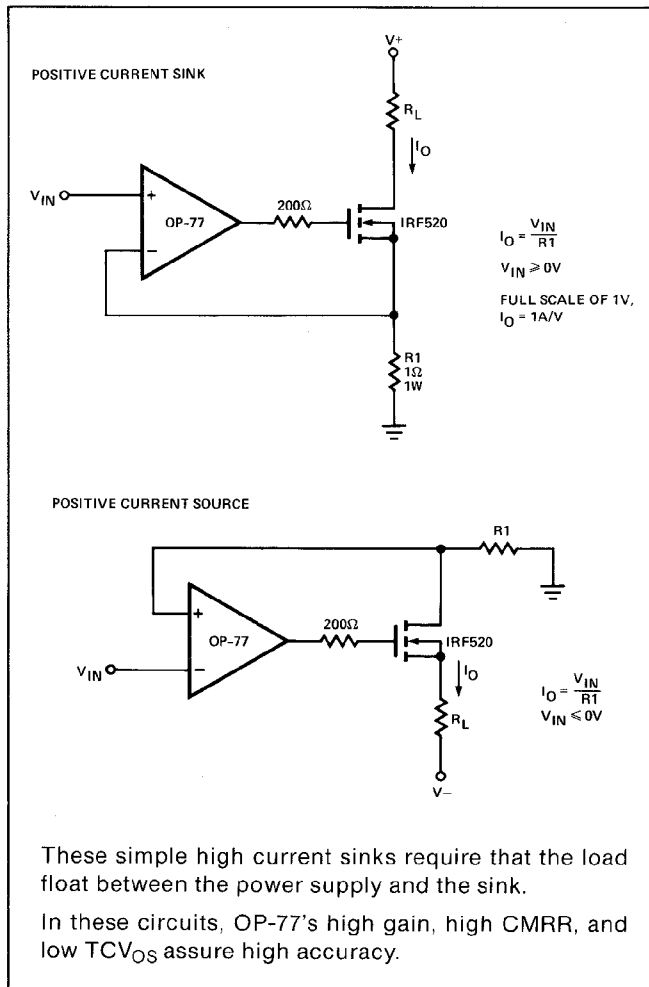 V+
POSITIVE CURRENT SINK
RL
IO
VIN
+
OP-77
−
200Ω
IRF520
IO = VIN
R1
VIN ⩾ 0V
FULL SCALE OF 1V,
IO = 1A/V
R1
1Ω
1W
POSITIVE CURRENT SOURCE
R1
+
OP-77
−
200Ω
IRF520
VIN
IO
RL
IO = VIN
R1
VIN ⩽ 0V
V−
These simple high current sinks require that the load
float between the power supply and the sink.
In these circuits, OP-77's high gain, high CMRR, and
low TCVOS assure high accuracy.